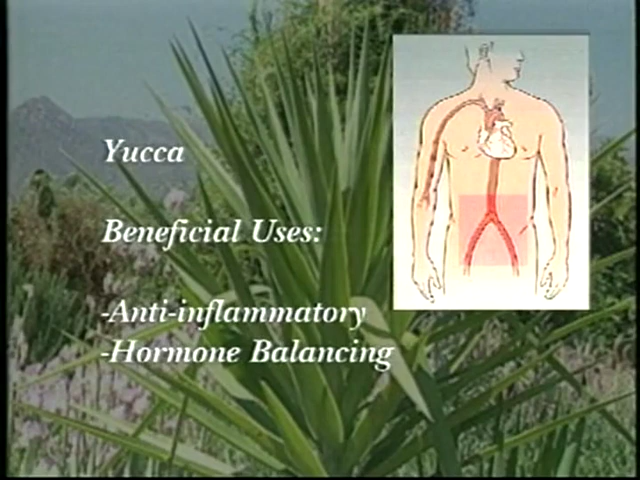 Yucca
Beneficial Uses:
-Anti-inflammatory
-Hormone Balancing